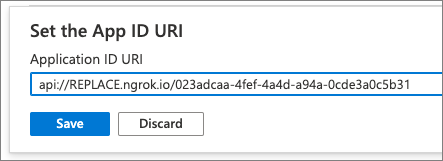 Set the App ID URI
Application ID URI
api://REPLACE.ngrok.io/023adcaa-4fef-4a4d-a94a-0cde3a0c5b31
Save Discard